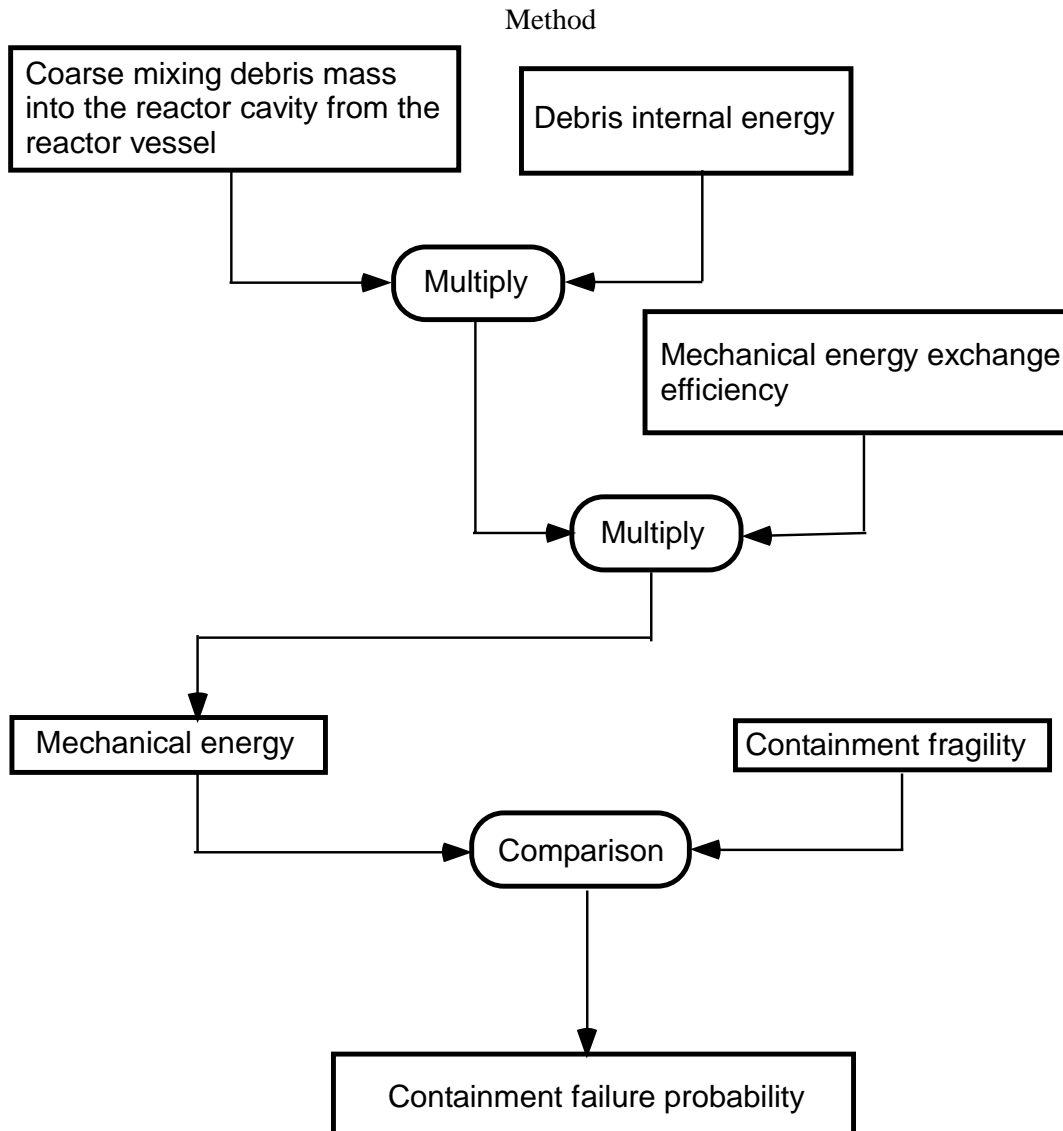 Method
Coarse mixing debris mass
into the reactor cavity from the
reactor vessel
Debris internal energy
Multiply
Mechanical energy exchange
efficiency
Multiply
Mechanical energy
Containment fragility
Comparison
Containment failure probability